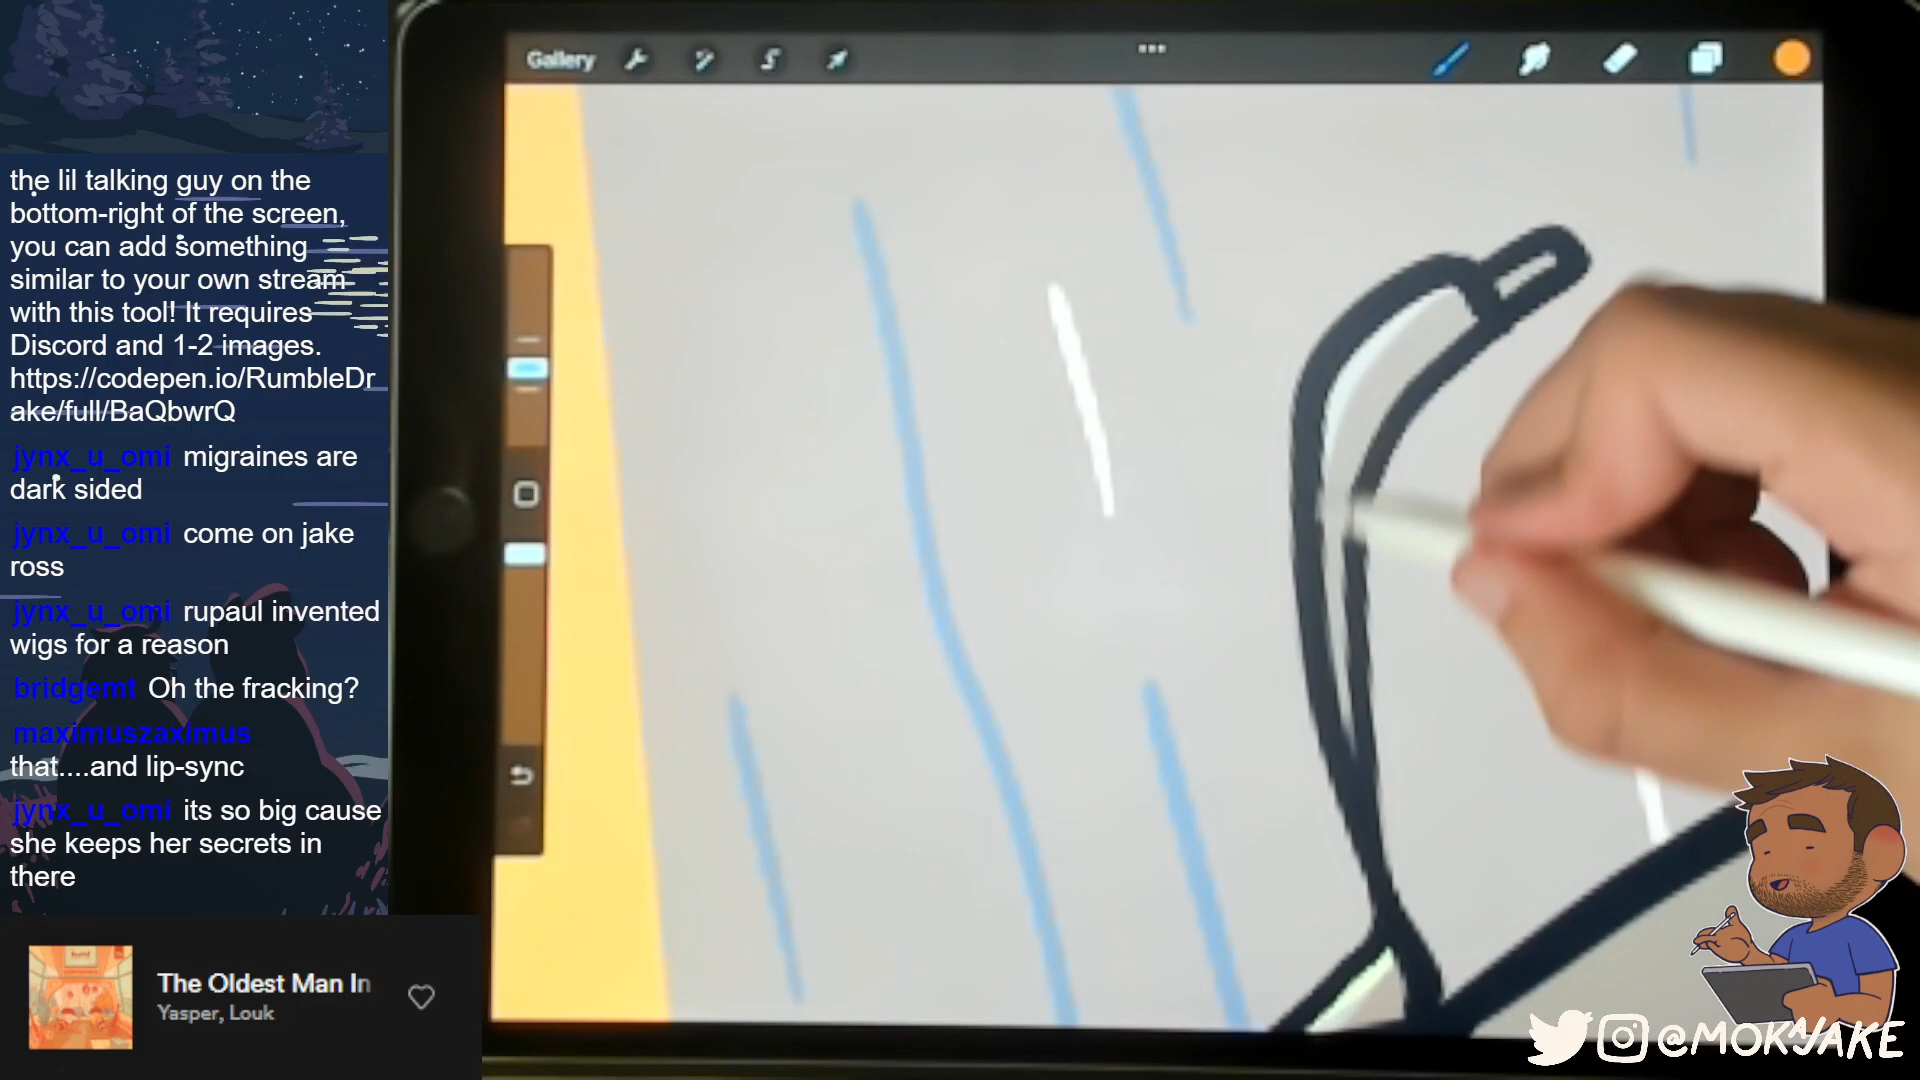 Gallery
the lil talking guy on the
bottom-right of the screen,
you can add something
similar to your own stream
with this tool! It requires
Discord and 1-2 images.
https://codepen.io/RumbleDr
ake/full/BaQbwrQ
jynx_u_omi migraines are
dark sided
jynx_u_omi come on jake
ross
jynx_u_omi rupaul invented
wigs for a reason
bridgemt Oh the fracking?
maximuszaximus
that....and lip-sync
jynx_u_omi its so big cause
she keeps her secrets in
there
The Oldest Man In
Yasper, Louk
@MOKAJAKE